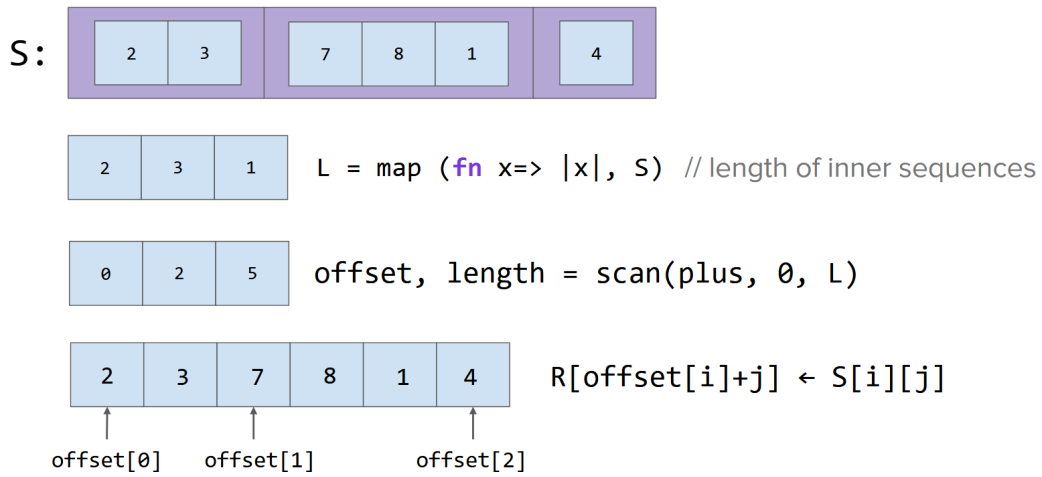 S: 2 3 7 8 1 4
2 3 1 L = map (fn x=> |x|, S) // length of inner sequences
0 2 5 offset, length = scan(plus, 0, L)
2 3 7 8 1 4 R[offset[i]+j] ← S[i][j]
offset[0] offset[1] offset[2]